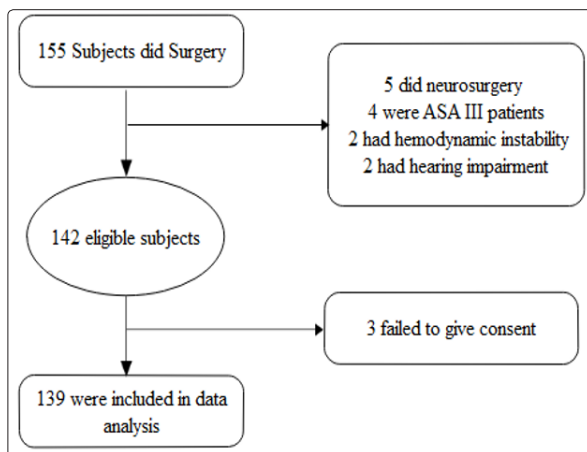 155 Subjects did Surgery
5 did neurosurgery
4 were ASA III patients
2 had hemodynamic instability
2 had hearing impairment
142 eligible subjects
3 failed to give consent
139 were included in data
analysis